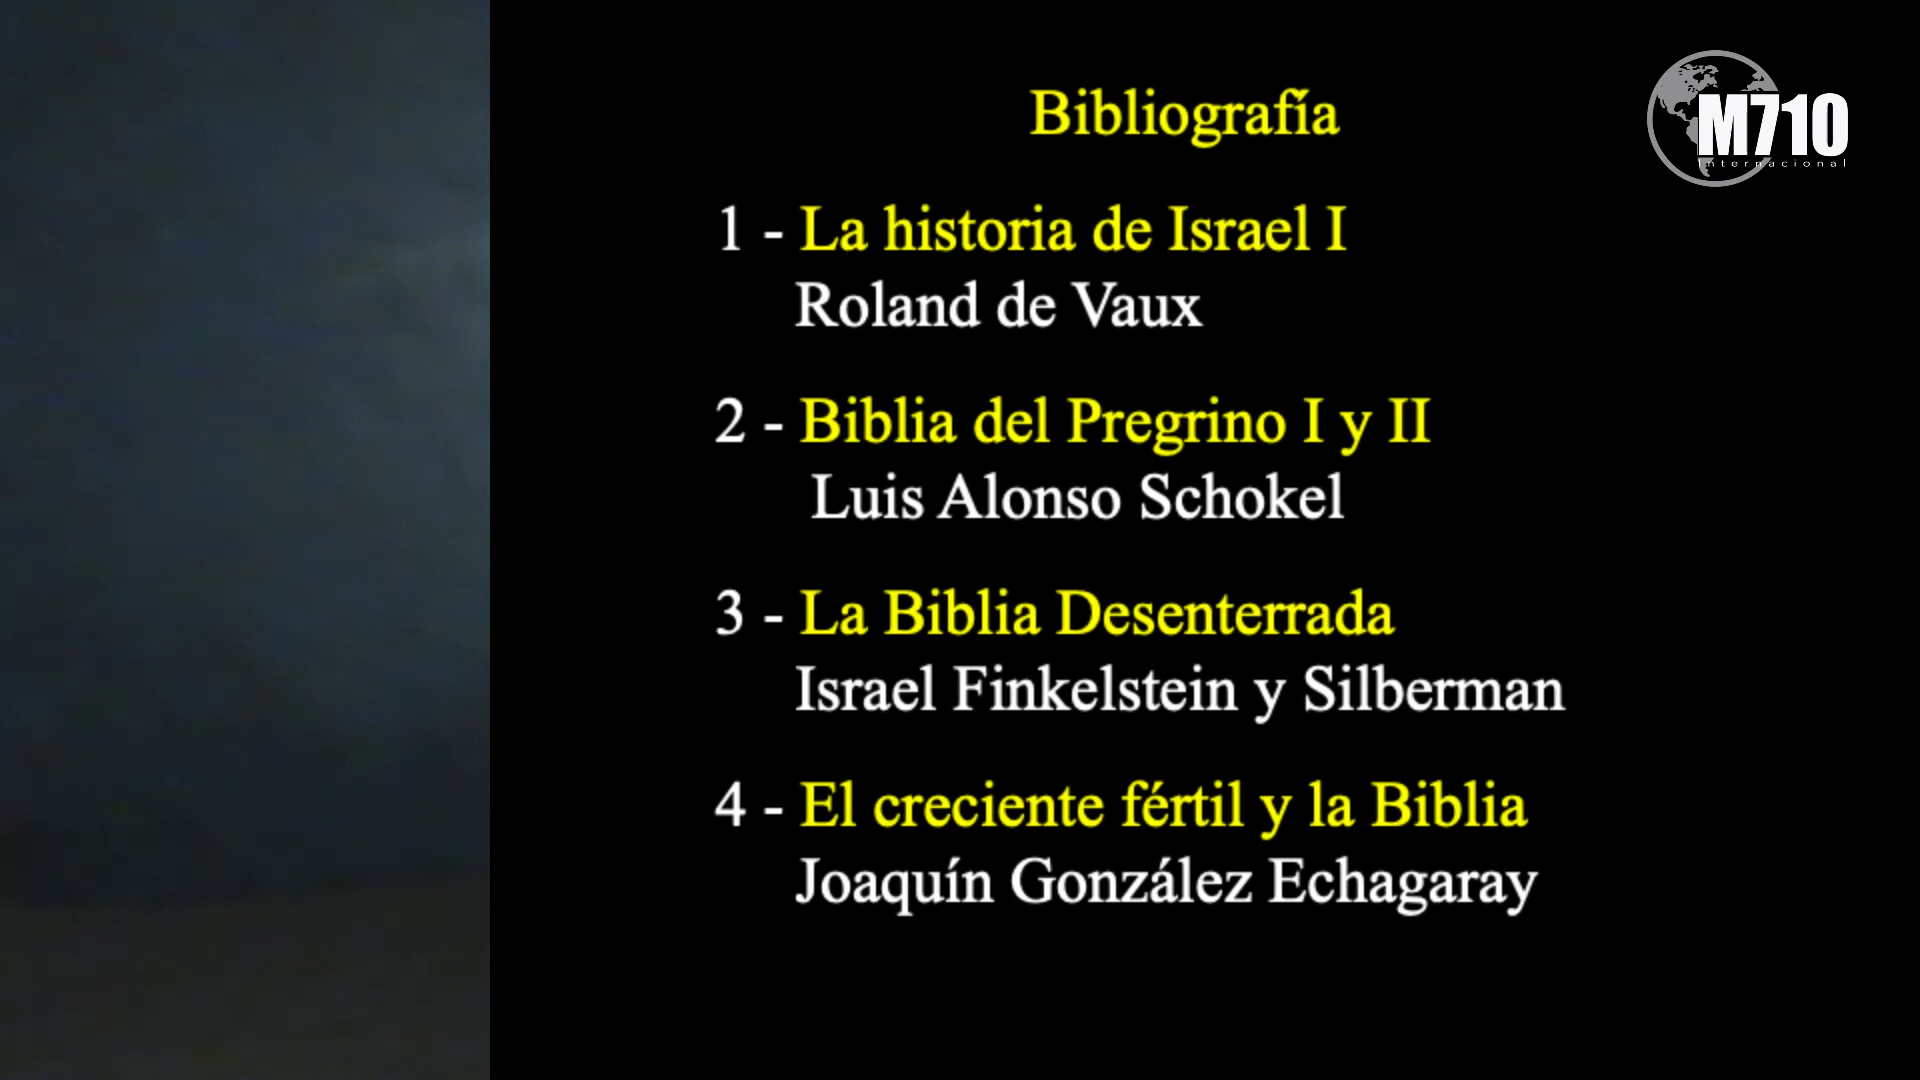 Bibliografía
M710
Internacional
1 - La historia de Israel I
Roland de Vaux
2 - Biblia del Pregrino I y II
Luis Alonso Schokel
3 - La Biblia Desenterrada
Israel Finkelstein y Silberman
4 - El creciente fértil y la Biblia
Joaquín González Echagaray